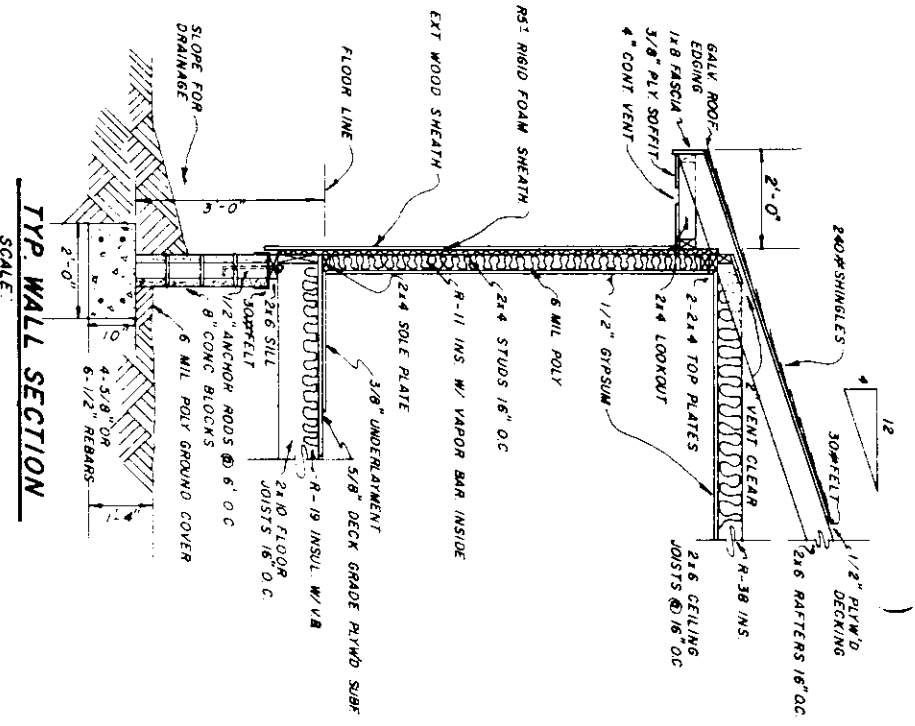 12
4
30# FELT
1/2" PLYW'D
DECKING
2x6 RAFTERS 16" O.C.
240# SHINGLES
2'-0"
GALV. ROOF
EDGING
1x8 FASCIA
3/8" PLY. SOFFIT
4" CONT. VENT
R-38 INS.
2x6 CEILING
JOISTS @ 16" O.C
2" VENT CLEAR
2-2x4 TOP PLATES
2x4 LOOKOUT
1/2" GYPSUM
6 MIL POLY
2x4 STUDS 16" O.C
R-11 INS. W/ VAPOR BAR. INSIDE
R5± RIGID FOAM SHEATH
EXT WOOD SHEATH
FLOOR LINE
SLOPE FOR
DRAINAGE
2x4 SOLE PLATE
3/8" UNDERLAYMENT
5/8" DECK GRADE PLYW'D SUBF
R-19 INSUL. W/ V.B
2x10 FLOOR
JOISTS 16" O.C.
3'-0"
2x6 SILL
30# FELT
1/2" ANCHOR RODS @ 6' O.C
8" CONC BLOCKS
6 MIL POLY GROUND COVER
2'-0"
10"
1'-4"
4-5/8" OR
6-1/2" REBARS
TYP. WALL SECTION
SCALE: